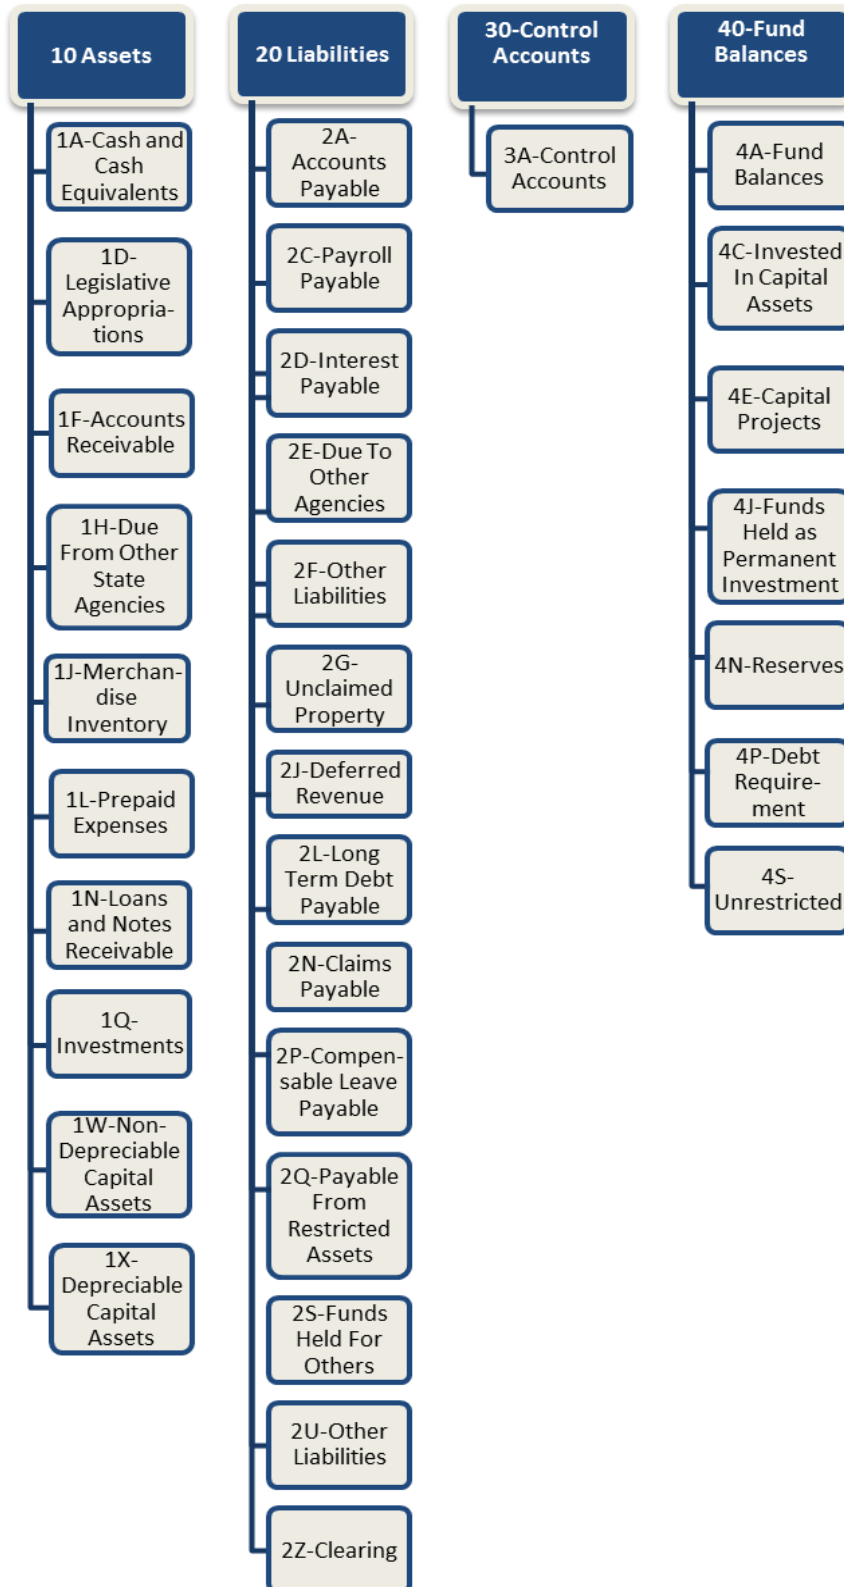 10 Assets
1A-Cash and
Cash
Equivalents
1D-
Legislative
Appropria-
tions
1F-Accounts
Receivable
1H-Due
From Other
State
Agencies
1J-Merchan-
dise
Inventory
1L-Prepaid
Expenses
1N-Loans
and Notes
Receivable
1Q-
Investments
1W-Non-
Depreciable
Capital
Assets
1X-
Depreciable
Capital
Assets
20 Liabilities
2A-
Accounts
Payable
2C-Payroll
Payable
2D-Interest
Payable
2E-Due To
Other
Agencies
2F-Other
Liabilities
2G-
Unclaimed
Property
2J-Deferred
Revenue
2L-Long
Term Debt
Payable
2N-Claims
Payable
2P-Compen-
sable Leave
Payable
2Q-Payable
From
Restricted
Assets
2S-Funds
Held For
Others
2U-Other
Liabilities
2Z-Clearing
30-Control
Accounts
3A-Control
Accounts
40-Fund
Balances
4A-Fund
Balances
4C-Invested
In Capital
Assets
4E-Capital
Projects
4J-Funds
Held as
Permanent
Investment
4N-Reserves
4P-Debt
Require-
ment
4S-
Unrestricted